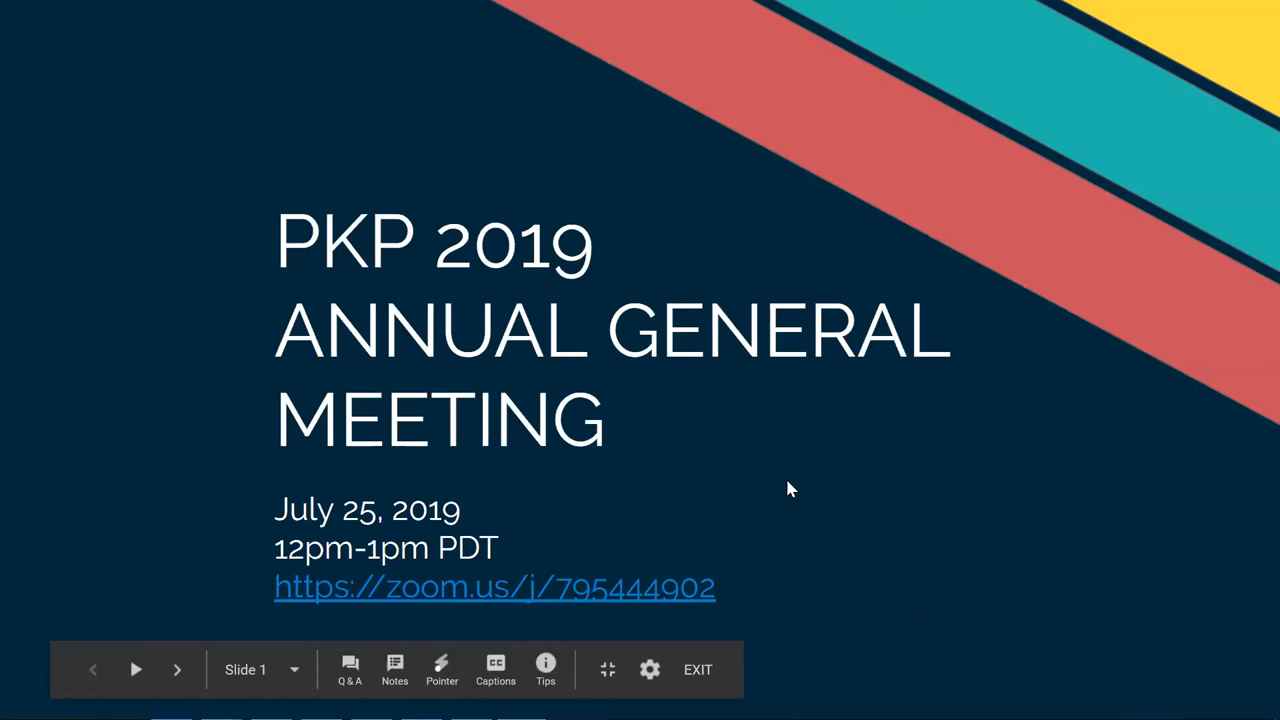 PKP 2019
ANNUAL GENERAL
MEETING
July 25, 2019
12pm-1pm PDT
https://zoom.us/j/795444902
Slide 1
Q & A
Notes
Pointer
CC
Captions
Tips
EXIT